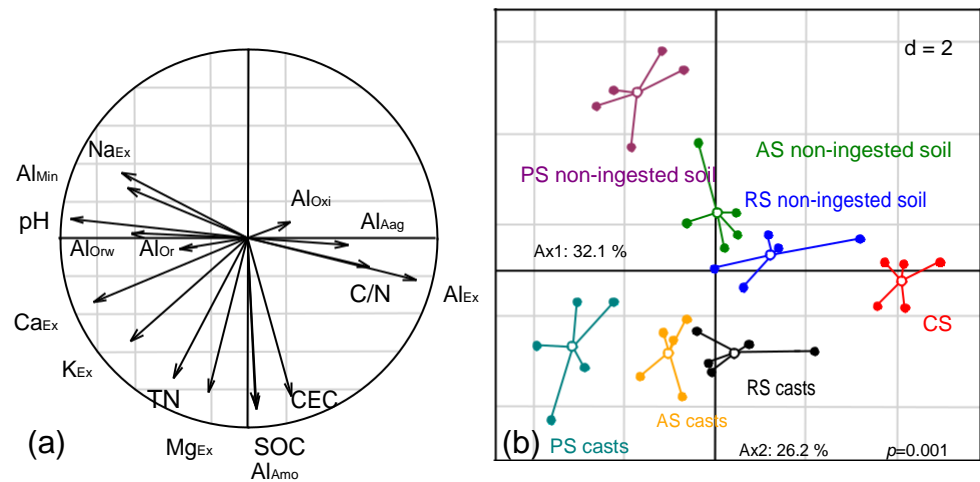 NaEx
AlMin
pH
AlOrw
AlOr
AlOxi
AlAag
C/N
AlEx
CaEx
KEx
TN
CEC
MgEx
SOC
AlAmo
(a)
d = 2
AS non-ingested soil
PS non-ingested soil
RS non-ingested soil
Ax1: 32.1 %
CS
RS casts
AS casts
PS casts
Ax2: 26.2 %
p=0.001
(b)